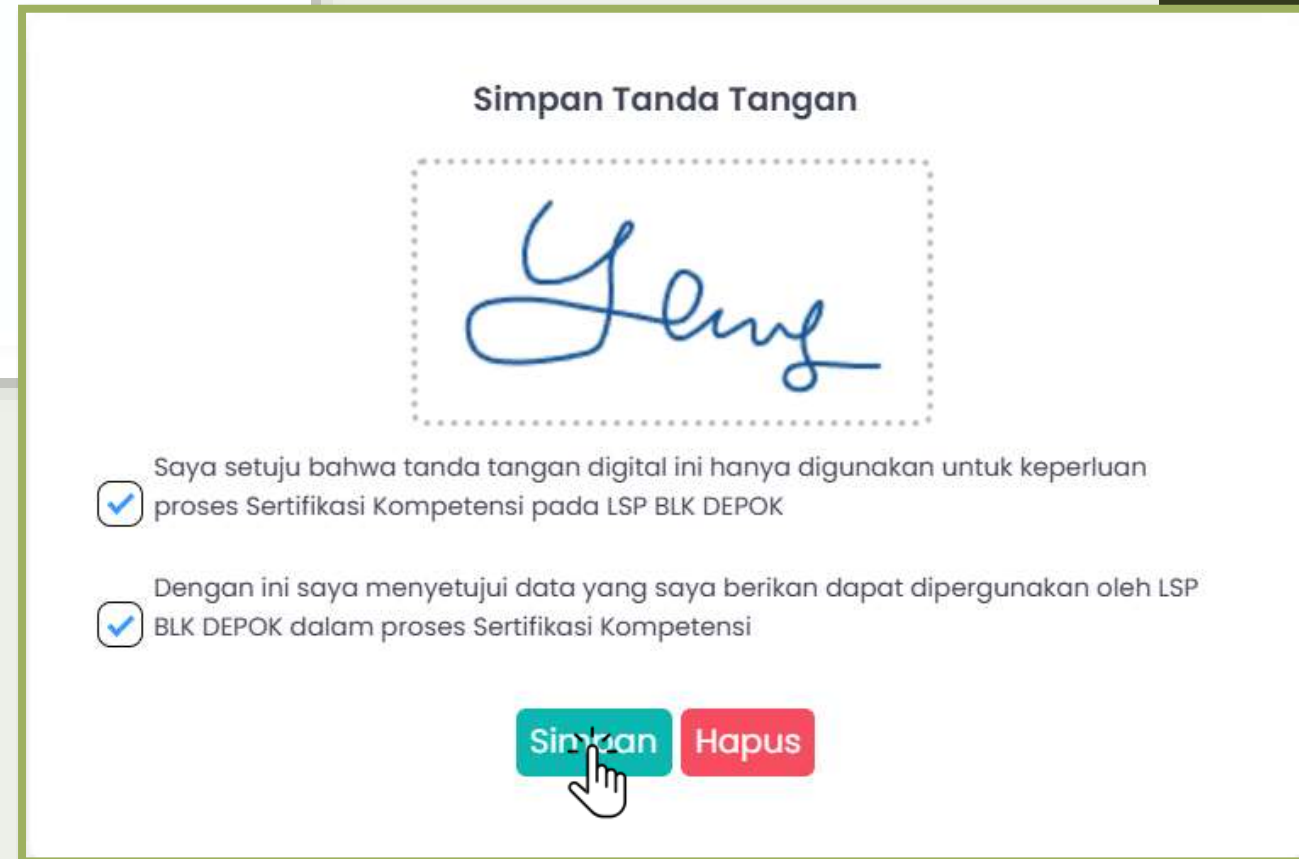 Simpan Tanda Tangan
Saya setuju bahwa tanda tangan digital ini hanya digunakan untuk keperluan
proses Sertifikasi Kompetensi pada LSP BLK DEPOK
Dengan ini saya menyetujui data yang saya berikan dapat dipergunakan oleh LSP
BLK DEPOK dalam proses Sertifikasi Kompetensi
Simpan Hapus